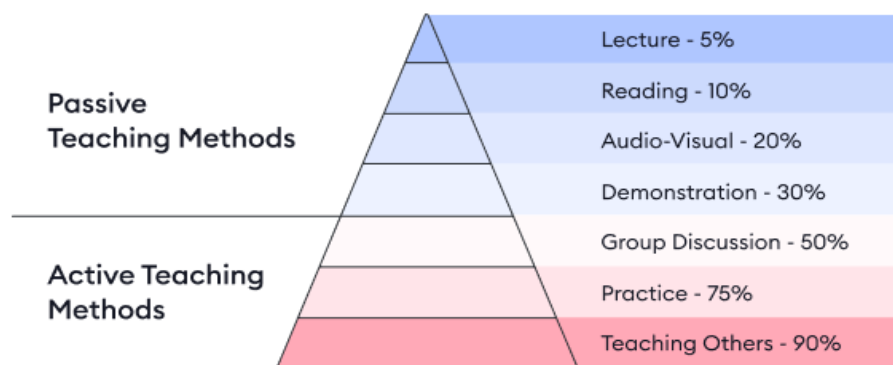 Passive
Teaching Methods
Lecture - 5%
Reading - 10%
Audio-Visual - 20%
Demonstration - 30%
Active Teaching
Methods
Group Discussion - 50%
Practice - 75%
Teaching Others - 90%